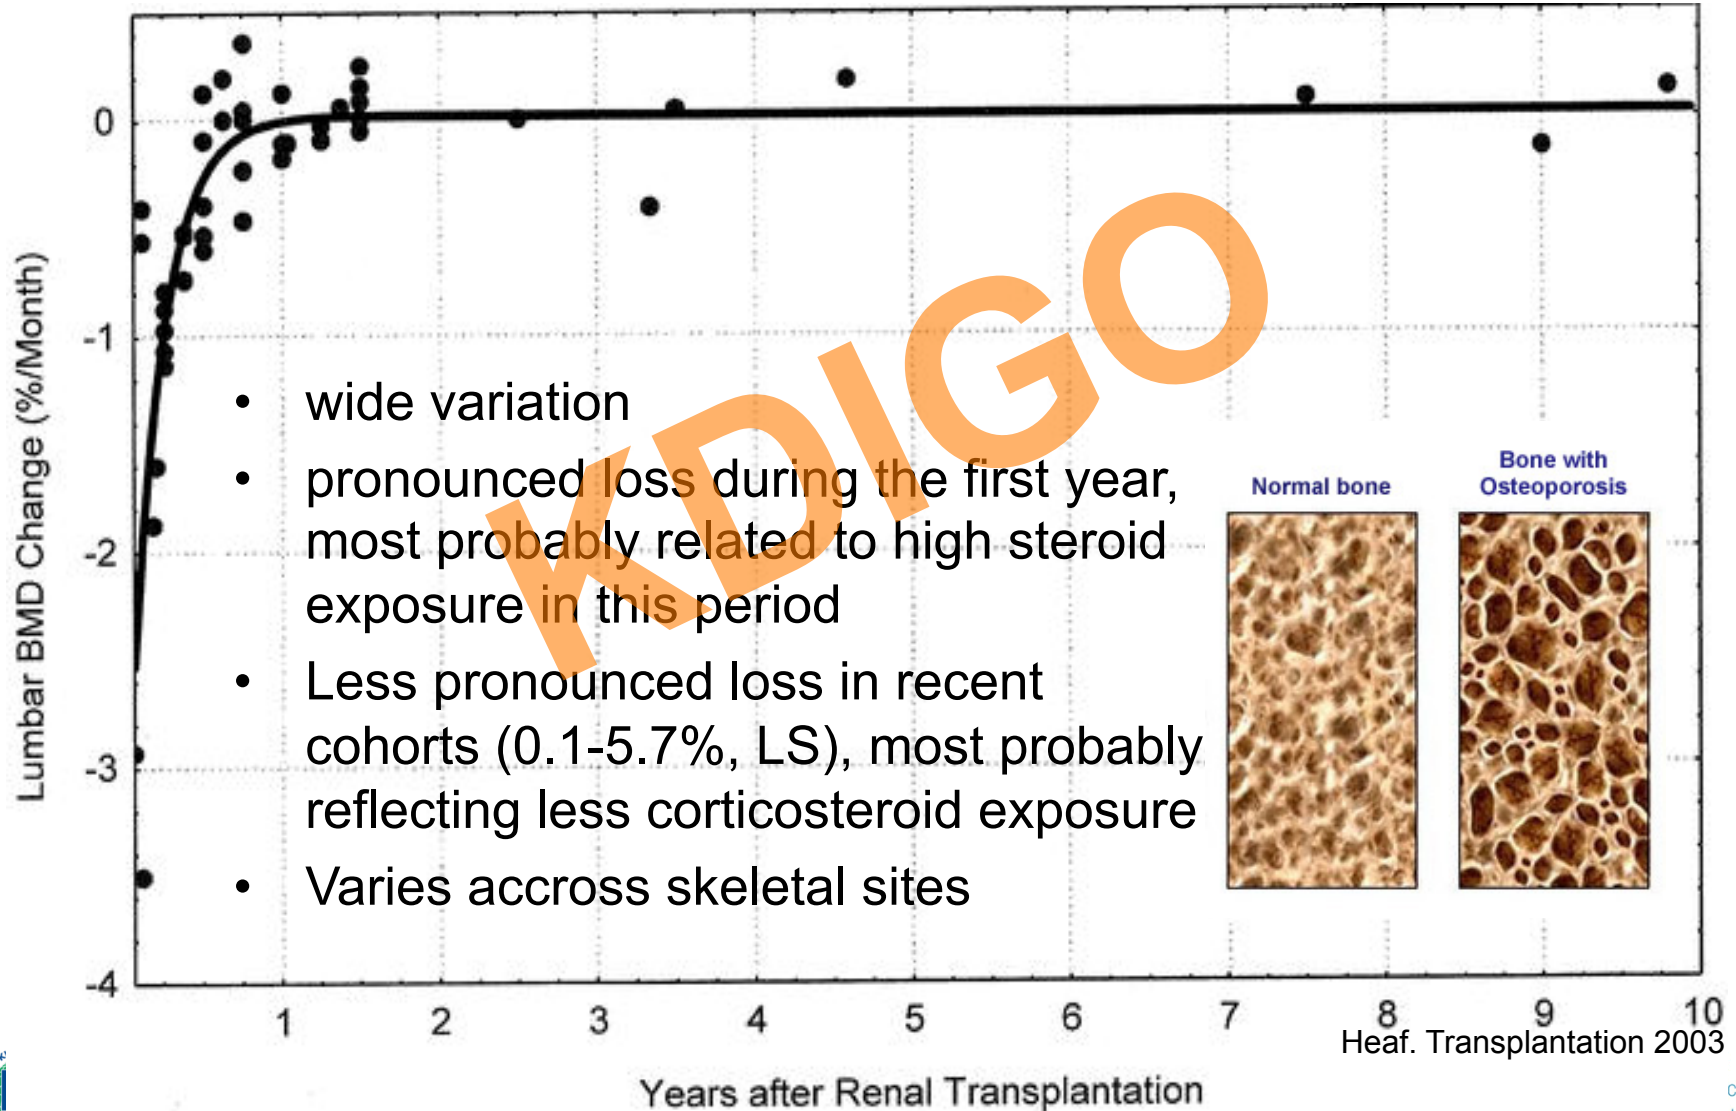 Lumbar BMD Change (%/Month)
0
-1
-2
-3
-4
• wide variation
• pronounced loss during the first year,
most probably related to high steroid
exposure in this period
• Less pronounced loss in recent
cohorts (0.1-5.7%, LS), most probably
reflecting less corticosteroid exposure
• Varies accross skeletal sites
KDIGO
Normal bone
Bone with
Osteoporosis
1 2 3 4 5 6 7 8 9 10
Heaf. Transplantation 2003
Years after Renal Transplantation